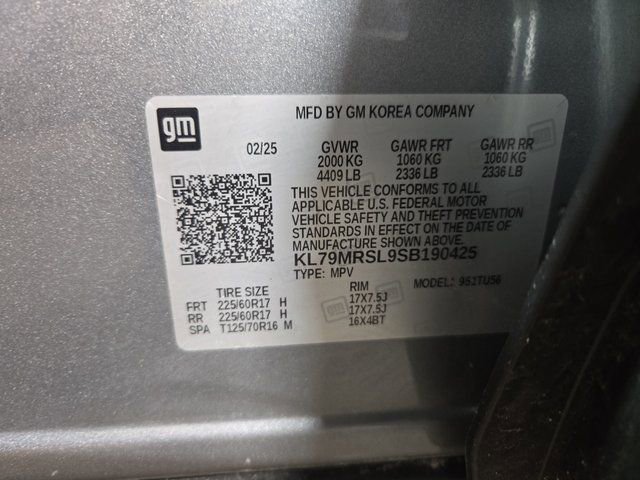 gm
MFD BY GM KOREA COMPANY
02/25 GVWR GAWR FRT GAWR RR
2000 KG 1060 KG 1060 KG
4409 LB 2336 LB 2336 LB
THIS VEHICLE CONFORMS TO ALL
APPLICABLE U.S. FEDERAL MOTOR
VEHICLE SAFETY AND THEFT PREVENTION
STANDARDS IN EFFECT ON THE DATE OF
MANUFACTURE SHOWN ABOVE.
KL79MRSL9SB190425
TYPE: MPV MODEL: 9S1TU56
TIRE SIZE RIM
FRT 225/60R17 H 17X7.5J
RR 225/60R17 H 17X7.5J
SPA T125/70R16 M 16X4BT